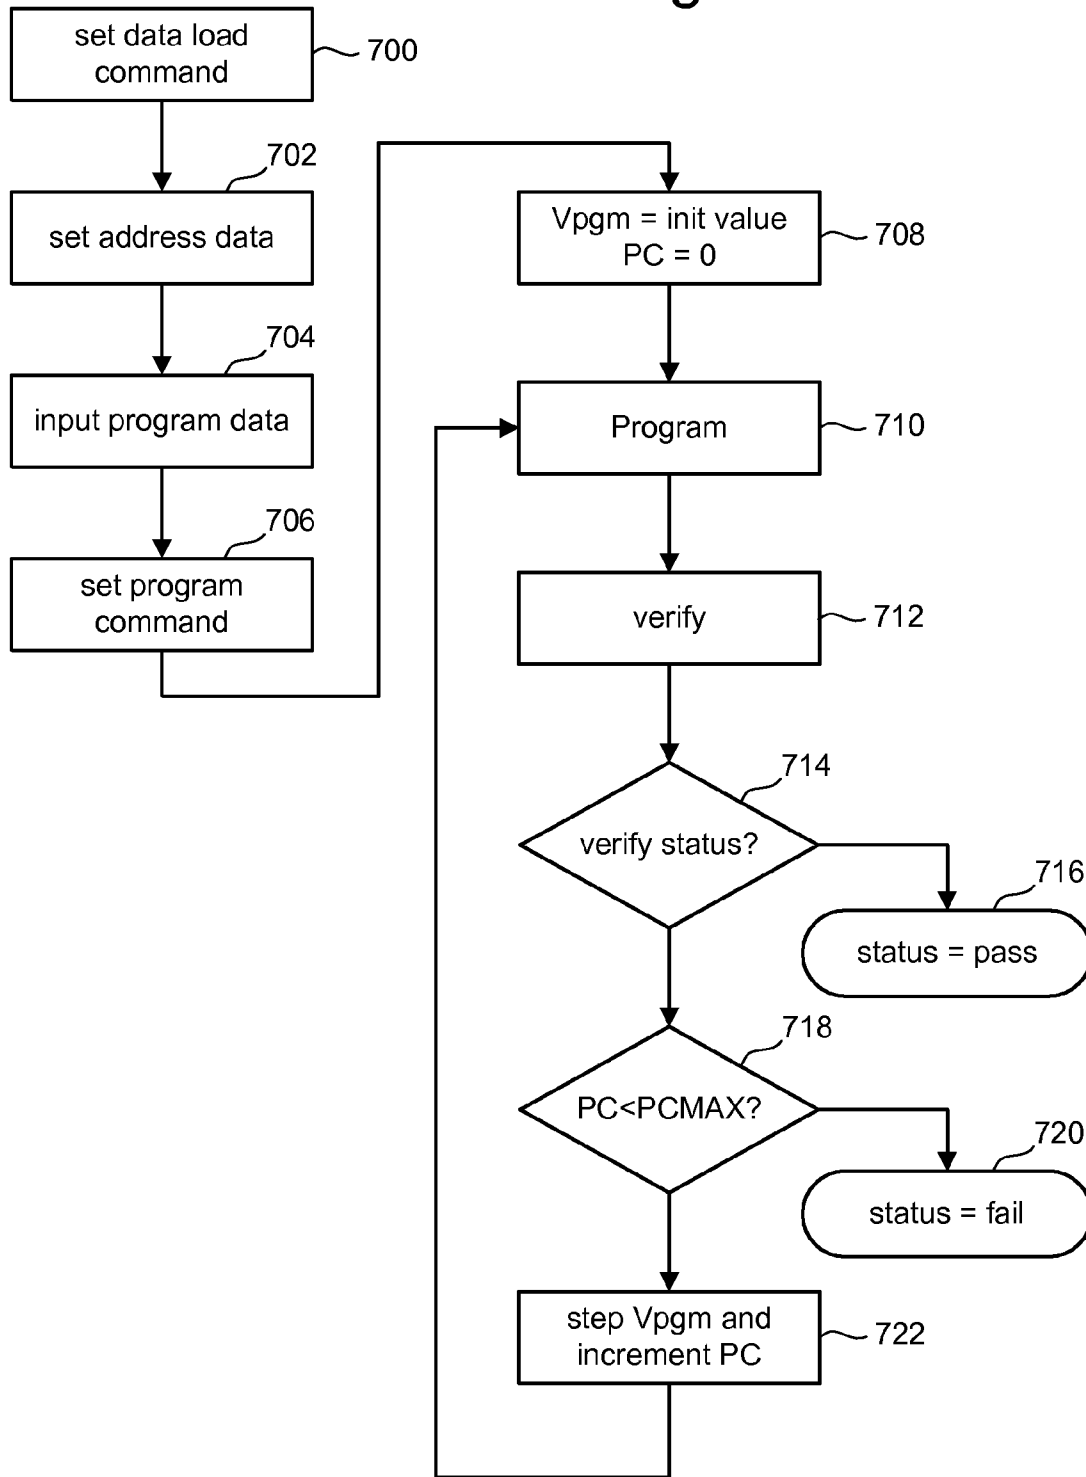 set data load
command
700
702
set address data
704
input program data
706
set program
command
Vpgm = init value
PC = 0
708
Program
710
verify
712
714
verify status?
716
status = pass
718
PC<PCMAX?
720
status = fail
step Vpgm and
increment PC
722